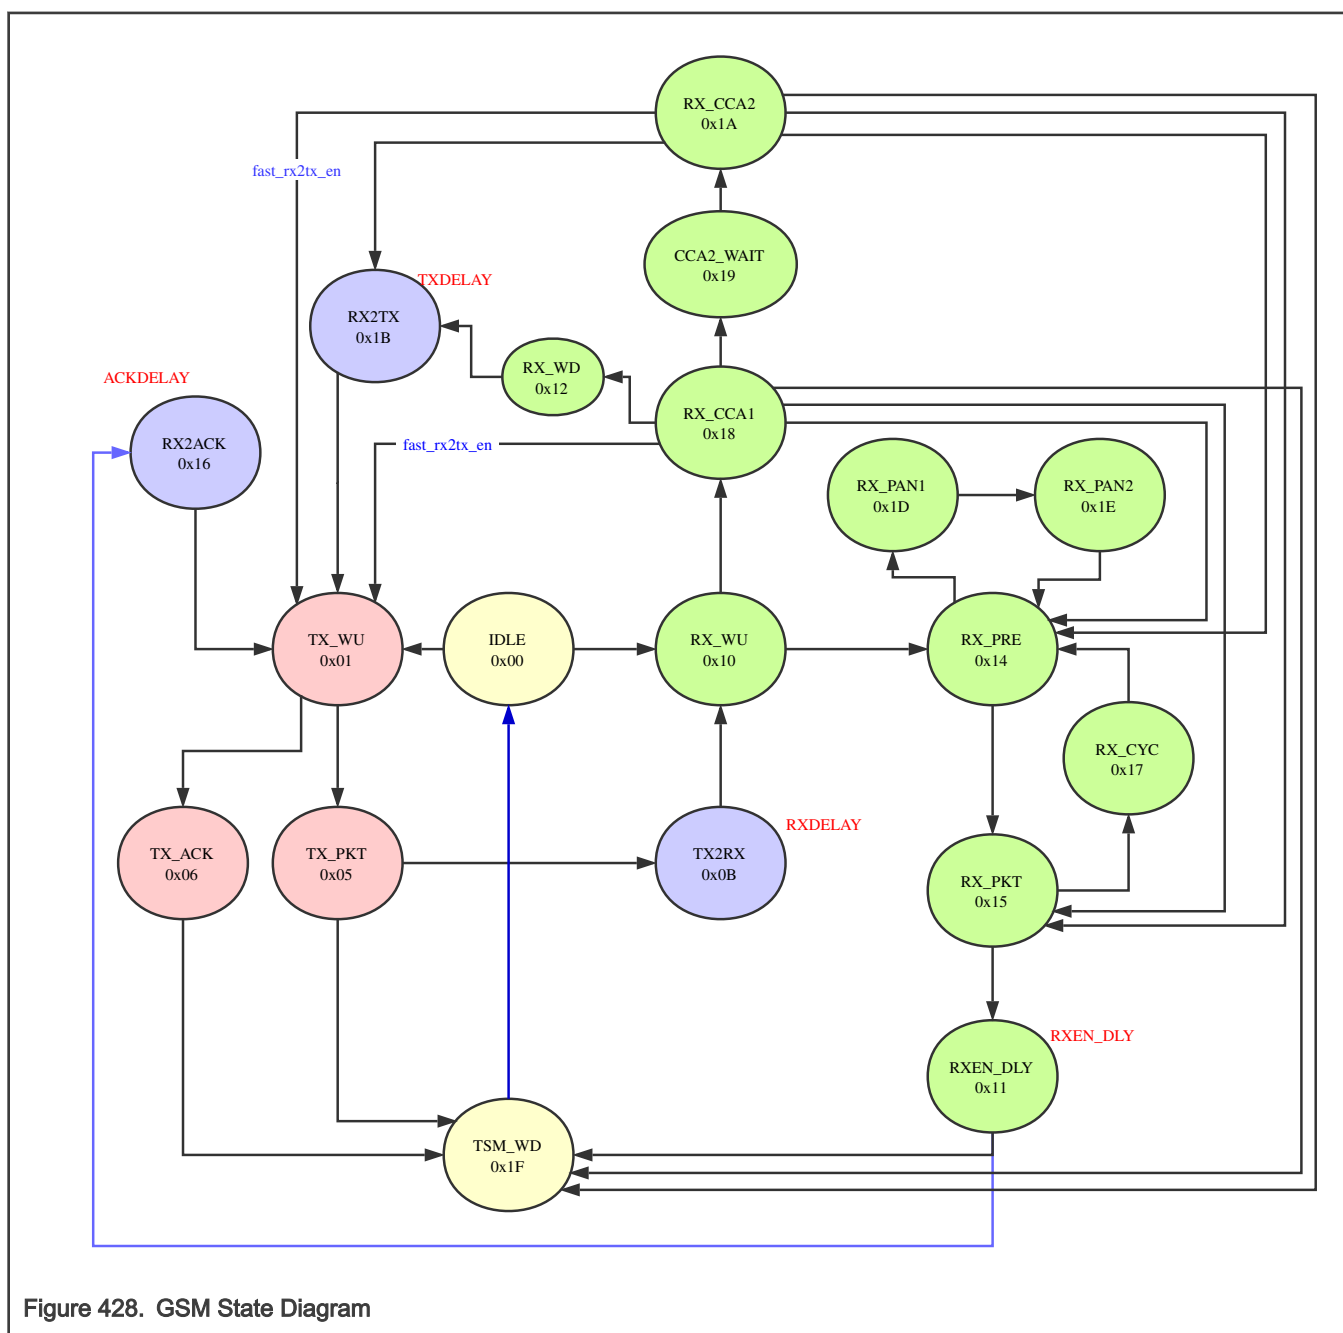 RX_CCA2
0x1A
fast_rx2tx_en
CCA2_WAIT
0x19
TXDELAY
RX2TX
0x1B
RX_WD
0x12
ACKDELAY
RX_CCA1
0x18
RX2ACK
0x16
fast_rx2tx_en
RX_PAN1
0x1D
RX_PAN2
0x1E
TX_WU
0x01
IDLE
0x00
RX_WU
0x10
RX_PRE
0x14
RX_CYC
0x17
TX_ACK
0x06
TX_PKT
0x05
TX2RX
0x0B
RXDELAY
RX_PKT
0x15
RXEN_DLY
RXEN_DLY
0x11
TSM_WD
0x1F
Figure 428. GSM State Diagram